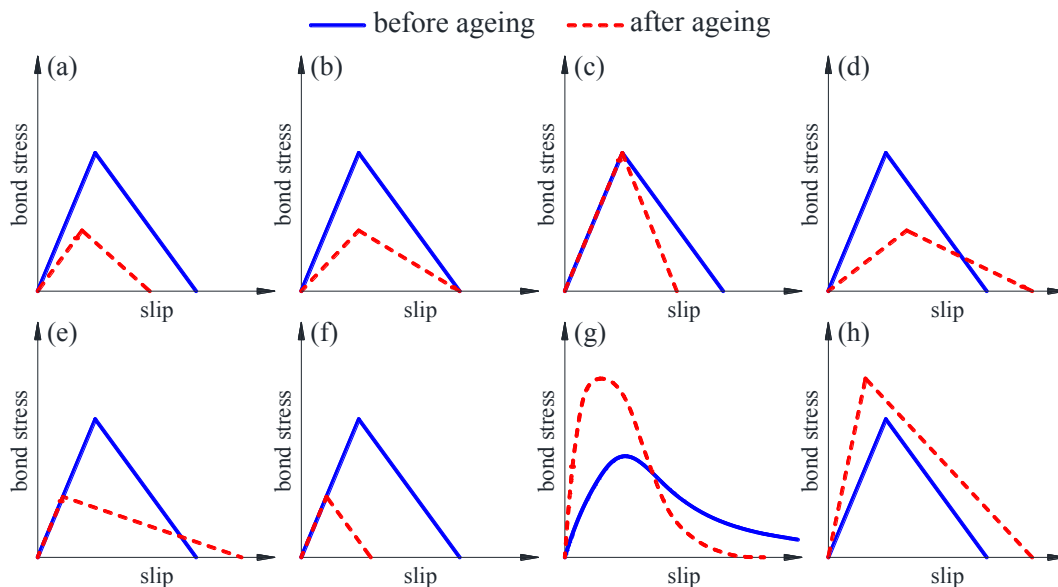 before ageing after ageing
(a) (b) (c) (d)
bond stress bond stress bond stress bond stress
slip slip slip slip
(e) (f) (g) (h)
bond stress bond stress bond stress bond stress
slip slip slip slip